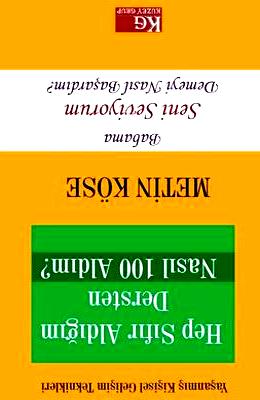 Yaşanmış Kişisel Gelişim Teknikleri
Hep Sıfır Aldığım
Dersten
Nasıl 100 Aldım?
METİN KÖSE
Babama
Seni Seviyorum
Demeyi Nasıl Başardım?
KG
KUZEY GRUP